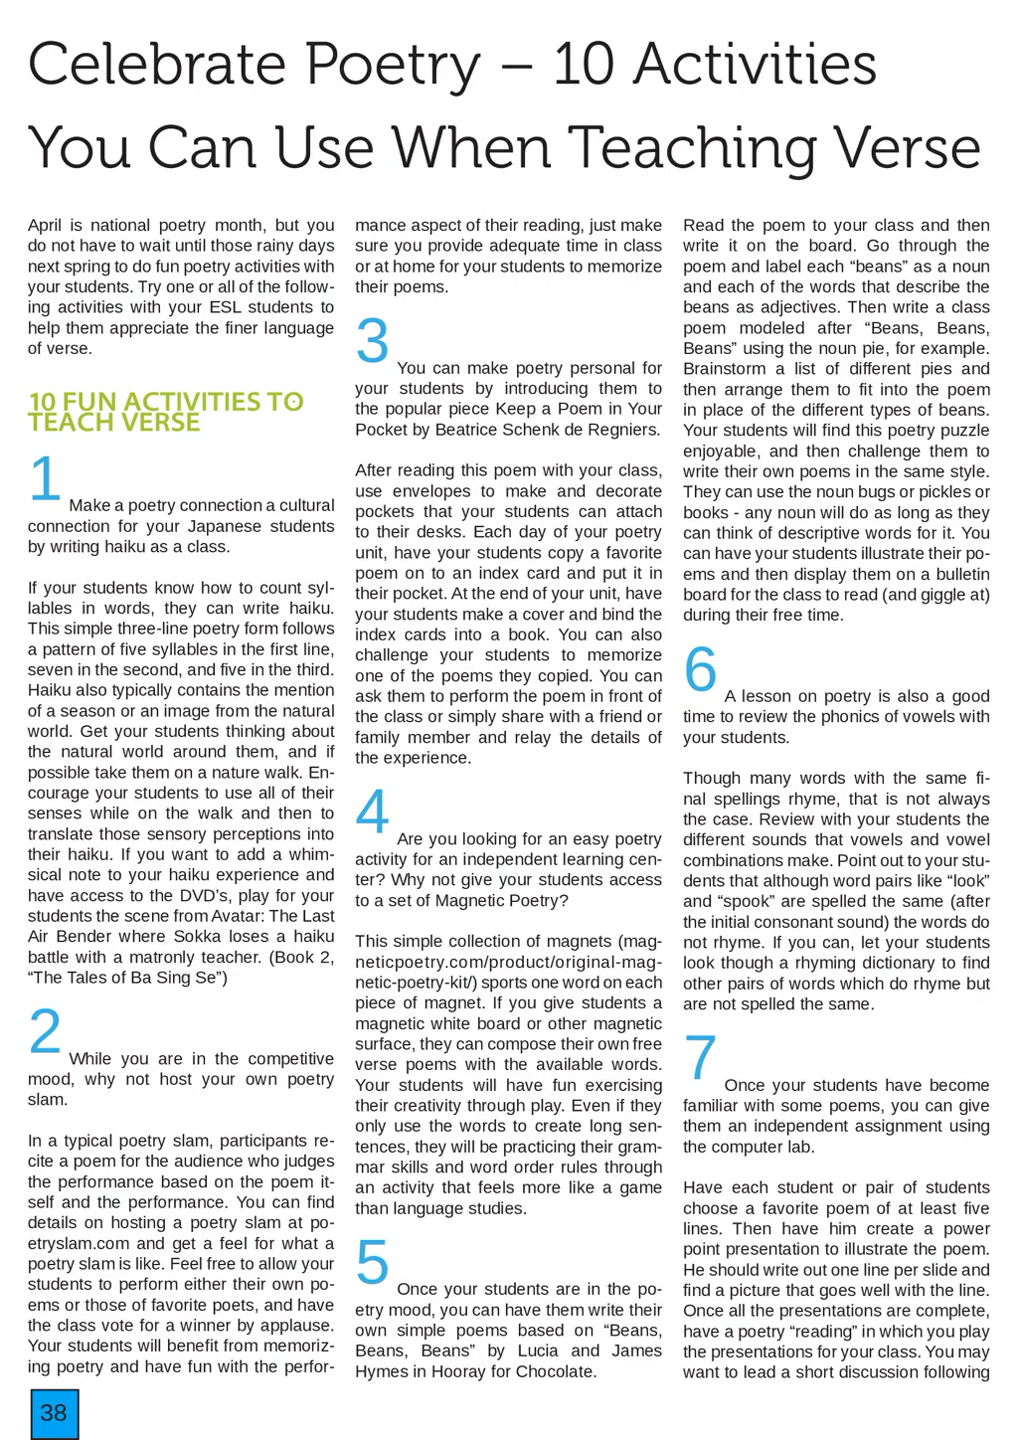 Celebrate Poetry – 10 Activities
You Can Use When Teaching Verse
April is national poetry month, but you
do not have to wait until those rainy days
next spring to do fun poetry activities with
your students. Try one or all of the follow-
ing activities with your ESL students to
help them appreciate the finer language
of verse.
10 FUN ACTIVITIES TO
TEACH VERSE
1 Make a poetry connection a cultural
connection for your Japanese students
by writing haiku as a class.
If your students know how to count syl-
lables in words, they can write haiku.
This simple three-line poetry form follows
a pattern of five syllables in the first line,
seven in the second, and five in the third.
Haiku also typically contains the mention
of a season or an image from the natural
world. Get your students thinking about
the natural world around them, and if
possible take them on a nature walk. En-
courage your students to use all of their
senses while on the walk and then to
translate those sensory perceptions into
their haiku. If you want to add a whim-
sical note to your haiku experience and
have access to the DVD's, play for your
students the scene from Avatar: The Last
Air Bender where Sokka loses a haiku
battle with a matronly teacher. (Book 2,
“The Tales of Ba Sing Se”)
2 While you are in the competitive
mood, why not host your own poetry
slam.
In a typical poetry slam, participants re-
cite a poem for the audience who judges
the performance based on the poem it-
self and the performance. You can find
details on hosting a poetry slam at po-
etryslam.com and get a feel for what a
poetry slam is like. Feel free to allow your
students to perform either their own po-
ems or those of favorite poets, and have
the class vote for a winner by applause.
Your students will benefit from memoriz-
ing poetry and have fun with the perfor-
mance aspect of their reading, just make
sure you provide adequate time in class
or at home for your students to memorize
their poems.
3 You can make poetry personal for
your students by introducing them to
the popular piece Keep a Poem in Your
Pocket by Beatrice Schenk de Regniers.
After reading this poem with your class,
use envelopes to make and decorate
pockets that your students can attach
to their desks. Each day of your poetry
unit, have your students copy a favorite
poem on to an index card and put it in
their pocket. At the end of your unit, have
your students make a cover and bind the
index cards into a book. You can also
challenge your students to memorize
one of the poems they copied. You can
ask them to perform the poem in front of
the class or simply share with a friend or
family member and relay the details of
the experience.
4 Are you looking for an easy poetry
activity for an independent learning cen-
ter? Why not give your students access
to a set of Magnetic Poetry?
This simple collection of magnets (mag-
neticpoetry.com/product/original-mag-
netic-poetry-kit/) sports one word on each
piece of magnet. If you give students a
magnetic white board or other magnetic
surface, they can compose their own free
verse poems with the available words.
Your students will have fun exercising
their creativity through play. Even if they
only use the words to create long sen-
tences, they will be practicing their gram-
mar skills and word order rules through
an activity that feels more like a game
than language studies.
5 Once your students are in the po-
etry mood, you can have them write their
own simple poems based on “Beans,
Beans, Beans” by Lucia and James
Hymes in Hooray for Chocolate.
Read the poem to your class and then
write it on the board. Go through the
poem and label each “beans” as a noun
and each of the words that describe the
beans as adjectives. Then write a class
poem modeled after “Beans, Beans,
Beans” using the noun pie, for example.
Brainstorm a list of different pies and
then arrange them to fit into the poem
in place of the different types of beans.
Your students will find this poetry puzzle
enjoyable, and then challenge them to
write their own poems in the same style.
They can use the noun bugs or pickles or
books - any noun will do as long as they
can think of descriptive words for it. You
can have your students illustrate their po-
ems and then display them on a bulletin
board for the class to read (and giggle at)
during their free time.
6 A lesson on poetry is also a good
time to review the phonics of vowels with
your students.
Though many words with the same fi-
nal spellings rhyme, that is not always
the case. Review with your students the
different sounds that vowels and vowel
combinations make. Point out to your stu-
dents that although word pairs like “look”
and “spook” are spelled the same (after
the initial consonant sound) the words do
not rhyme. If you can, let your students
look though a rhyming dictionary to find
other pairs of words which do rhyme but
are not spelled the same.
7 Once your students have become
familiar with some poems, you can give
them an independent assignment using
the computer lab.
Have each student or pair of students
choose a favorite poem of at least five
lines. Then have him create a power
point presentation to illustrate the poem.
He should write out one line per slide and
find a picture that goes well with the line.
Once all the presentations are complete,
have a poetry “reading” in which you play
the presentations for your class. You may
want to lead a short discussion following
38